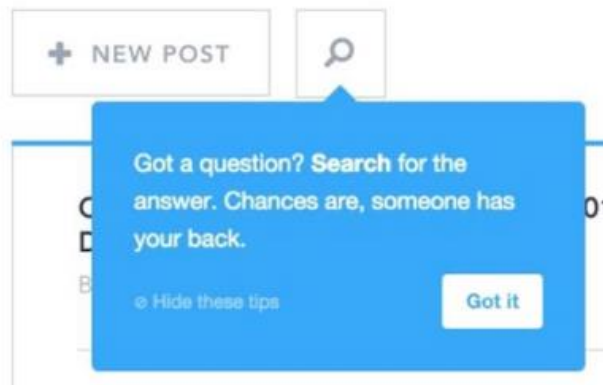 NEW POST
Got a question? Search for the
answer. Chances are, someone has
your back.
Hide these tips
Got it